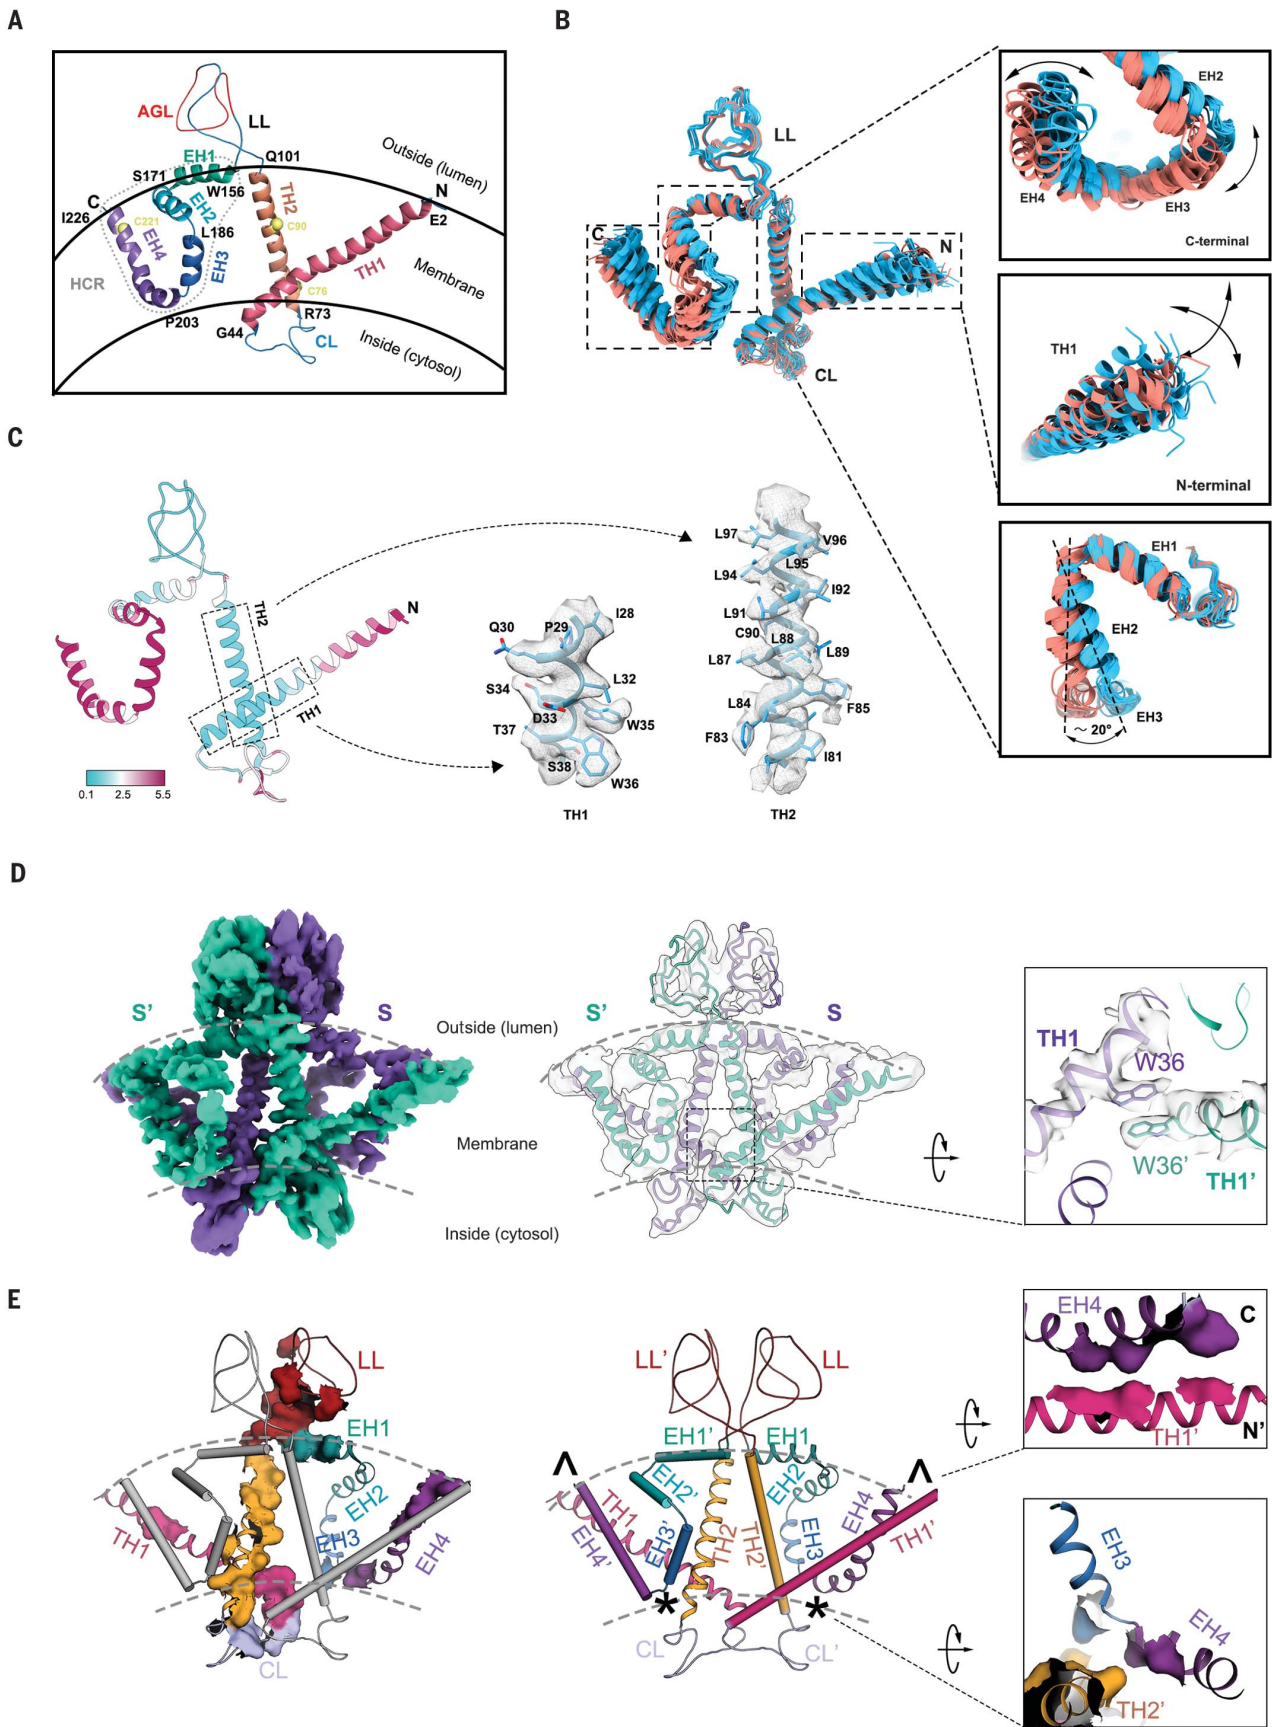 A
AGL
LL
EH1
Q101
Outside (lumen)
S171
W156
N
C
E2
I226
C221
EH2
TH2
C90
L186
EH4
EH3
TH1
HCR
Membrane
C76
P203
R73
G44
CL
Inside (cytosol)
B
LL
C
N
CL
EH2
EH4
EH3
C-terminal
TH1
N-terminal
EH1
EH2
EH3
~ 20°
C
TH2
N
TH1
0.1 2.5 5.5
I28
P29
Q30
L32
S34
D33
W35
T37
S38
W36
TH1
L97
V96
L95
L94
I92
L91
C90
L88
L89
L87
L84
F85
F83
I81
TH2
D
S'
S
Outside (lumen)
Membrane
Inside (cytosol)
S'
S
TH1
W36
W36'
TH1'
E
LL
EH1
EH2
TH1
EH3
EH4
CL
LL'
LL
EH1'
EH1
Λ
Λ
EH2'
EH2
TH1
EH4
EH4'
EH3'
TH2
TH2'
EH3
TH1'
*
*
CL
CL'
EH4
C
TH1'
N'
EH3
EH4
TH2'